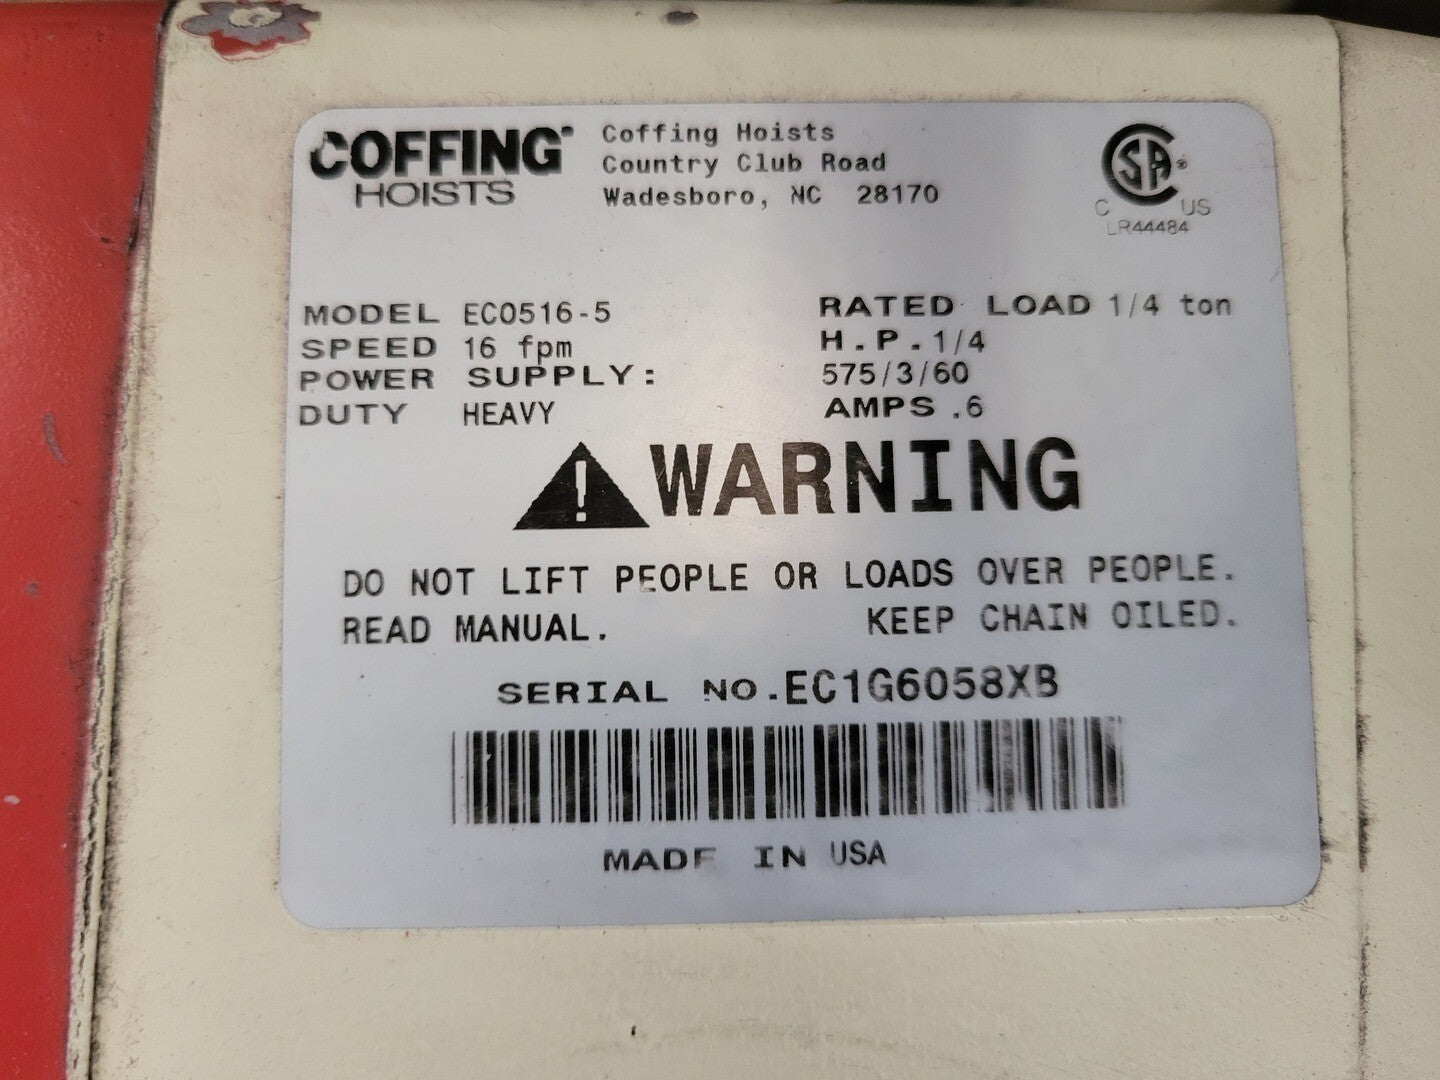 COFFING
HOISTS
Coffing Hoists
Country Club Road
Wadesboro, NC 28170
CSA
C US
LR44484
MODEL EC0516-5
RATED LOAD 1/4 ton
SPEED 16 fpm
H.P. 1/4
POWER SUPPLY: 575/3/60
DUTY HEAVY
AMPS .6
! WARNING
DO NOT LIFT PEOPLE OR LOADS OVER PEOPLE.
READ MANUAL. KEEP CHAIN OILED.
SERIAL NO. EC1G6058XB
MADE IN USA